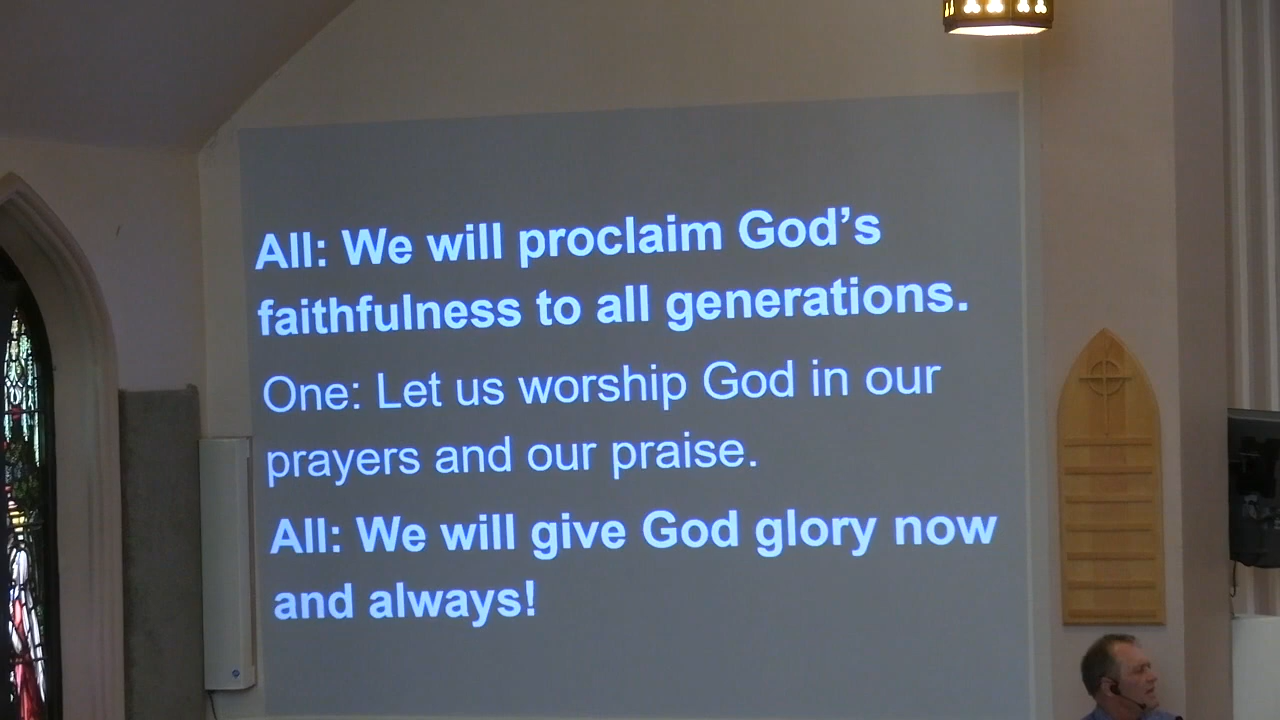 All: We will proclaim God’s
faithfulness to all generations.
One: Let us worship God in our
prayers and our praise.
All: We will give God glory now
and always!